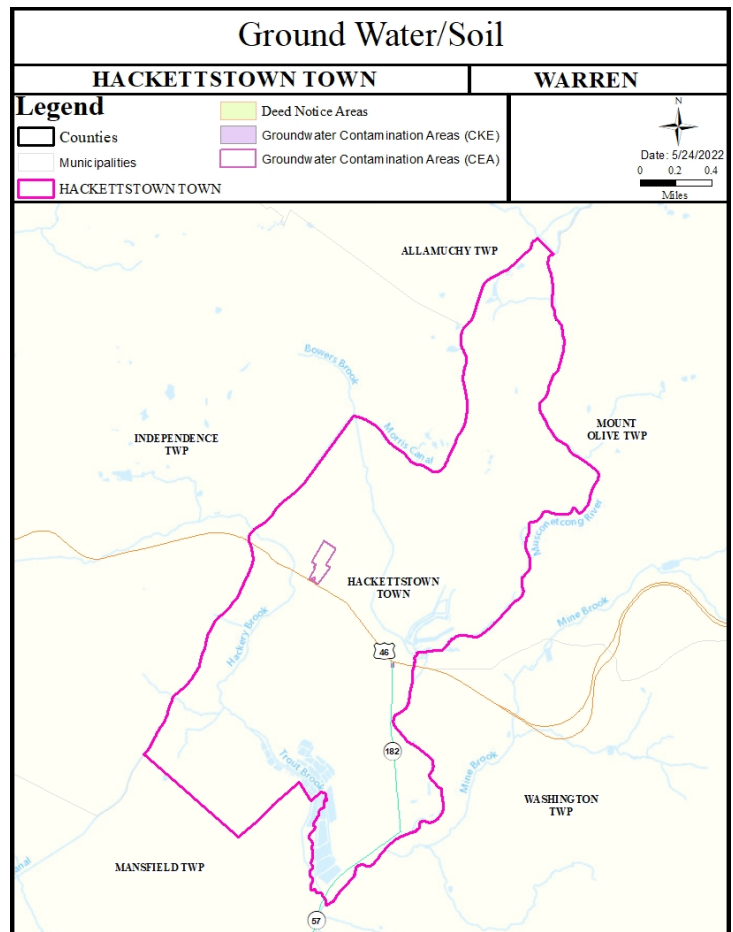 Ground Water/Soil
HACKETTSTOWN TOWN
WARREN
Legend
Counties
Municipalities
HACKETTSTOWN TOWN
Deed Notice Areas
Groundwater Contamination Areas (CKE)
Groundwater Contamination Areas (CEA)
N
Date: 5/24/2022
0 0.2 0.4
Miles
ALLAMUCHY TWP
Bowers Brook
Morris Canal
MOUNT
OLIVE TWP
INDEPENDENCE
TWP
Musconetcong River
HACKETTSTOWN
TOWN
Mine Brook
Hackery Brook
46
182
Trout Brook
Mine Brook
WASHINGTON
TWP
MANSFIELD TWP
57